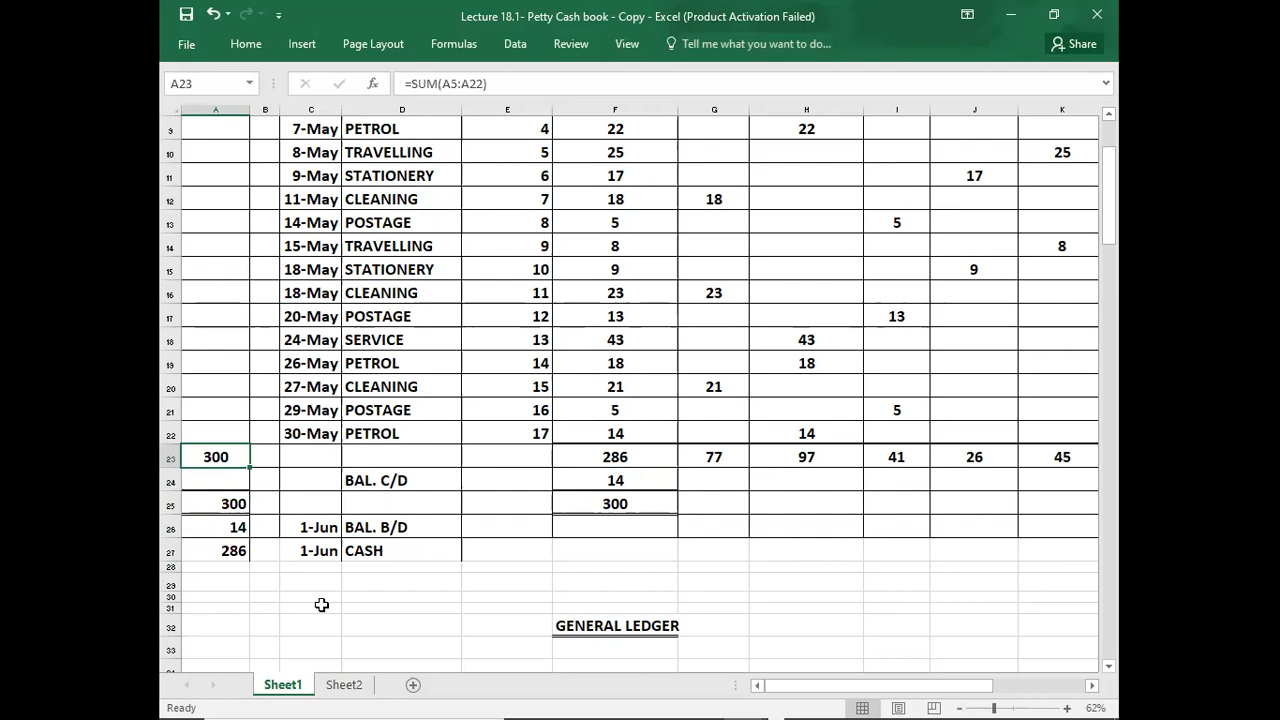 Lecture 18.1- Petty Cash book - Copy - Excel (Product Activation Failed)
File Home Insert Page Layout Formulas Data Review View Tell me what you want to do... Share
A23 fx =SUM(A5:A22)
A B C D E F G H I J K
9 7-May PETROL 4 22 22
10 8-May TRAVELLING 5 25 25
11 9-May STATIONERY 6 17 17
12 11-May CLEANING 7 18 18
13 14-May POSTAGE 8 5 5
14 15-May TRAVELLING 9 8 8
15 18-May STATIONERY 10 9 9
16 18-May CLEANING 11 23 23
17 20-May POSTAGE 12 13 13
18 24-May SERVICE 13 43 43
19 26-May PETROL 14 18 18
20 27-May CLEANING 15 21 21
21 29-May POSTAGE 16 5 5
22 30-May PETROL 17 14 14
23 300 286 77 97 41 26 45
24 BAL. C/D 14
25 300 300
26 14 1-Jun BAL. B/D
27 286 1-Jun CASH
28
29
30
31
32 GENERAL LEDGER
33
Sheet1 Sheet2
Ready 62%